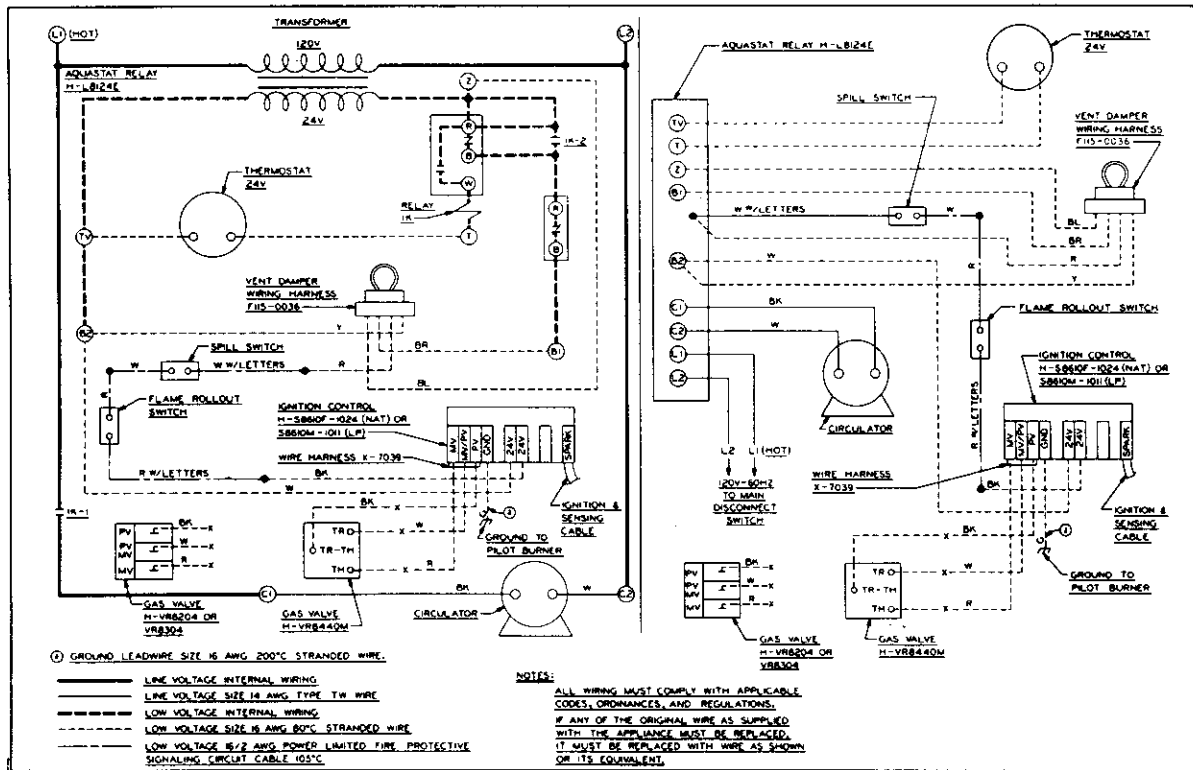 L1 (HOT)
TRANSFORMER
120V
L2
AQUASTAT RELAY
H-L8124E
24V
Z
R
B
W
1K-2
THERMOSTAT
24V
RELAY
1K
T
TV
R
B
VENT DAMPER
WIRING HARNESS
F115-0036
B2
Y
BR
B1
BL
SPILL SWITCH
W
W W/LETTERS
R
R
FLAME ROLLOUT
SWITCH
IGNITION CONTROL
H-S8610F-1024 (NAT) OR
S8610M-1011 (LP)
MV
MV/PV
PV
GND
24V
24V
SPARK
WIRE HARNESS X-7039
R W/LETTERS
BK
W
BK
X
IGNITION &
SENSING
CABLE
1K-1
PV
PV
MV
MV
BK
W
R
X
X
X
TR
TR-TH
TH
X
W
X
R
GROUND TO
PILOT BURNER
GAS VALVE
H-VR8204 OR
VR8304
C1
GAS VALVE
H-VR8440M
BK
CIRCULATOR
W
C2
GROUND LEADWIRE SIZE 16 AWG 200°C STRANDED WIRE.
LINE VOLTAGE INTERNAL WIRING
LINE VOLTAGE SIZE 14 AWG TYPE TW WIRE
LOW VOLTAGE INTERNAL WIRING
LOW VOLTAGE SIZE 16 AWG 80°C STRANDED WIRE
LOW VOLTAGE 16/2 AWG POWER LIMITED FIRE PROTECTIVE
SIGNALING CIRCUIT CABLE 105°C
AQUASTAT RELAY H-L8124E
THERMOSTAT
24V
SPILL SWITCH
VENT DAMPER
WIRING HARNESS
F115-0036
TV
T
Z
B1
W W/LETTERS
W
BL
BR
R
Y
R
B2
W
C1
BK
C2
W
L1
L2
FLAME ROLLOUT SWITCH
IGNITION CONTROL
H-S8610F-1024 (NAT) OR
S8610M-1011 (LP)
CIRCULATOR
R W/LETTERS
MV
MV/PV
PV
GND
24V
24V
SPARK
L2
L1 (HOT)
120V-60HZ
TO MAIN
DISCONNECT
SWITCH
WIRE HARNESS
X-7039
BK
IGNITION &
SENSING
CABLE
BK
X
PV
PV
MV
MV
BK
W
R
X
X
X
TR
TR-TH
TH
X
W
X
R
GROUND TO
PILOT BURNER
GAS VALVE
H-VR8204 OR
VR8304
GAS VALVE
H-VR8440M
NOTES:
ALL WIRING MUST COMPLY WITH APPLICABLE
CODES, ORDINANCES, AND REGULATIONS.
IF ANY OF THE ORIGINAL WIRE AS SUPPLIED
WITH THE APPLIANCE MUST BE REPLACED,
IT MUST BE REPLACED WITH WIRE AS SHOWN
OR ITS EQUIVALENT.